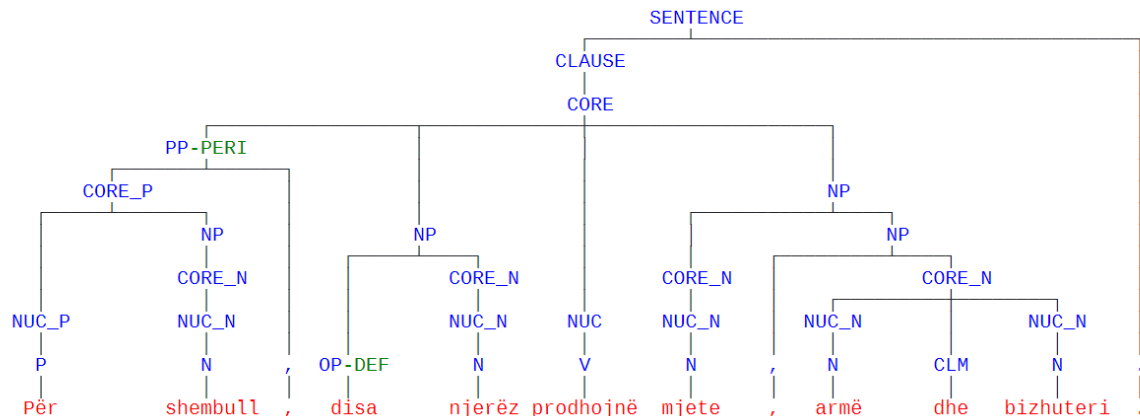 SENTENCE
CLAUSE
CORE
PP-PERI
CORE_P NP
NP NP NP
CORE_N CORE_N CORE_N CORE_N
NUC_P NUC_N NUC_N NUC NUC_N NUC_N NUC_N
P N , OP-DEF N V N , N CLM N
Për shembull , disa njerëz prodhojnë mjete , armë dhe bizhuteri